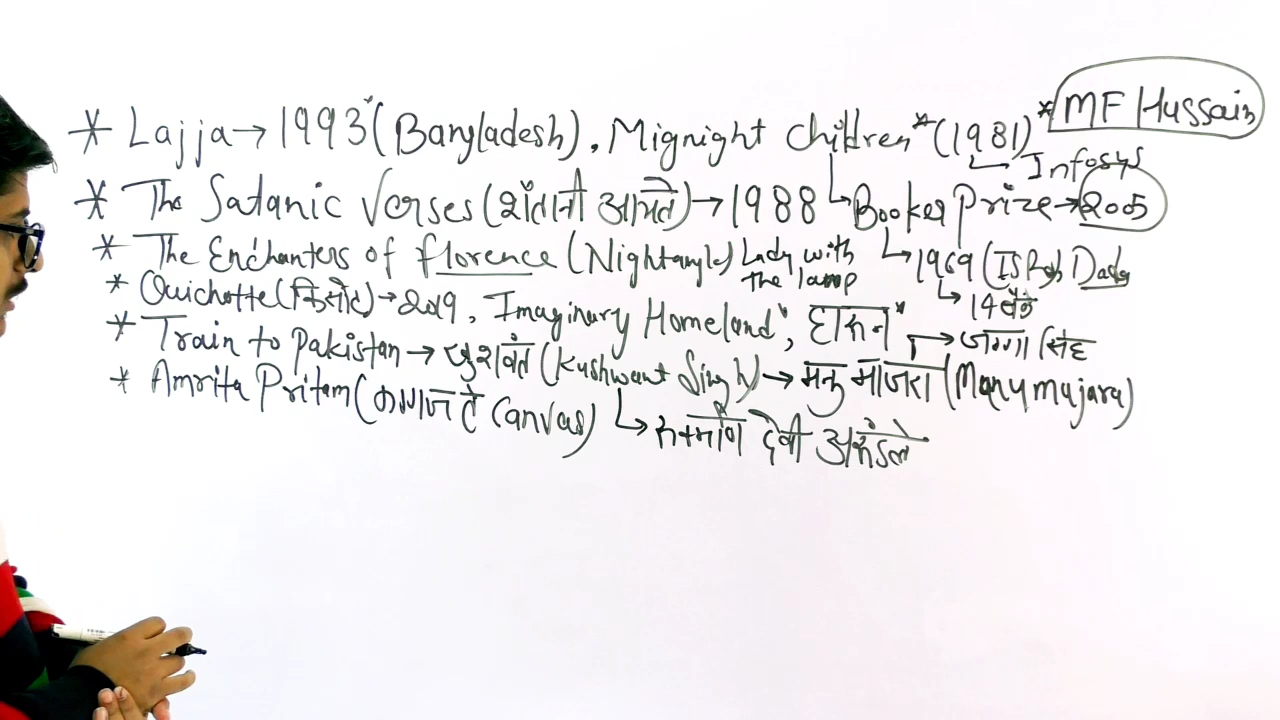 * Lajja → 1993 (Bangladesh), Mignight Children* (1981) * MF Hussain
Infosys
* The Satanic Verses (शैतानी आयतें) → 1988 Booker Prize → 2005
* The Enchanters of florence (Nightangle) Lady with the lamp 1969 (
14 बैंक
* Quichotte → 2019, Imaginary Homeland",
* Train to Pakistan → खुशवंत (Kushwant Singh) → मनु माजरा (Manumajara)
जग्गा सिंह
* Amrita Pritam ( ते Canvas)